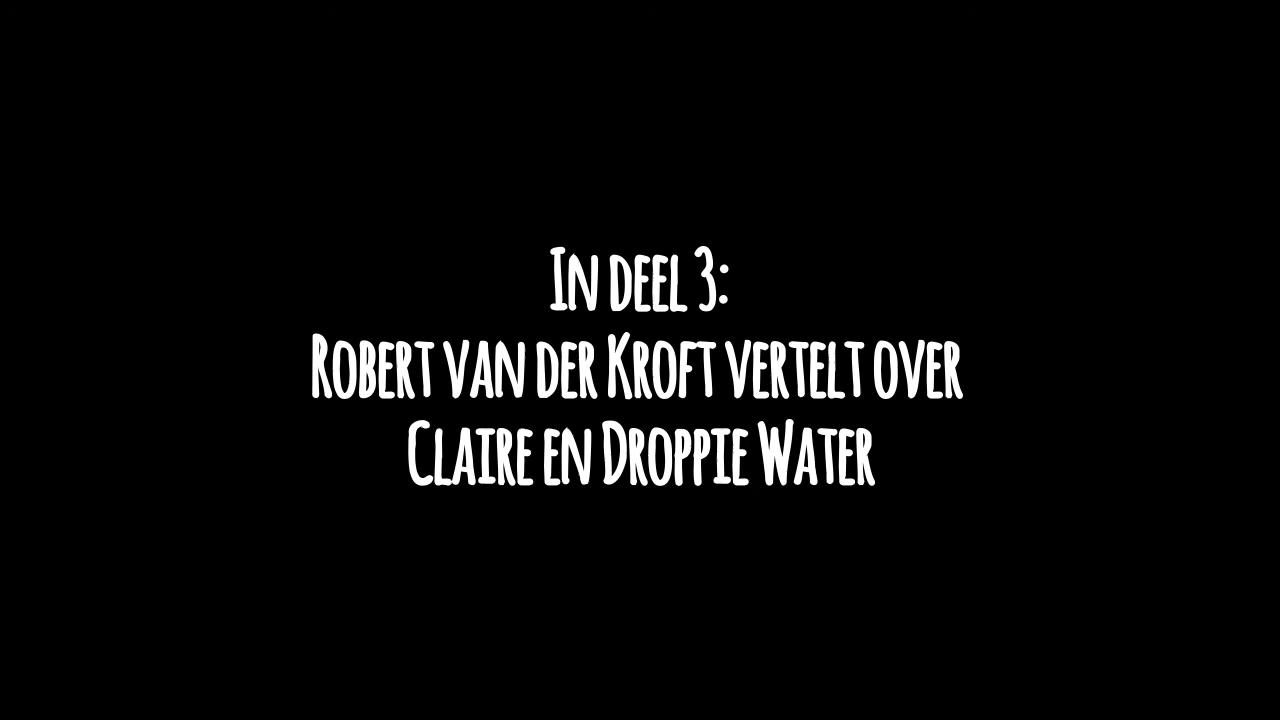 In deel 3:
Robert van der Kroft vertelt over
Claire en Droppie Water